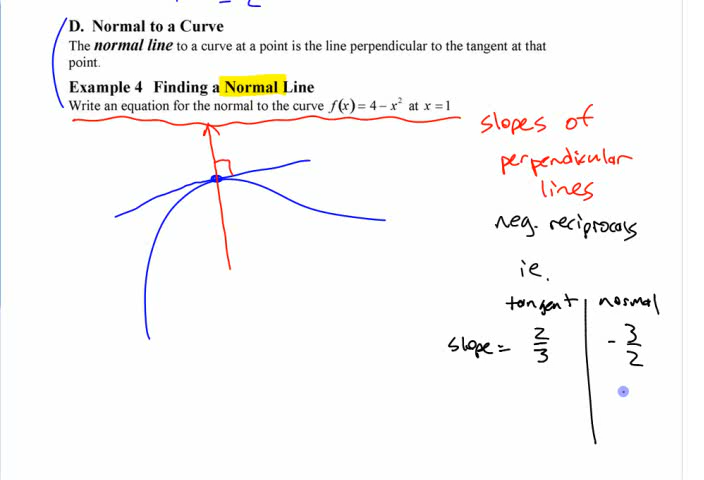 D. Normal to a Curve
The normal line to a curve at a point is the line perpendicular to the tangent at that
point.
Example 4 Finding a Normal Line
Write an equation for the normal to the curve f(x) = 4 – x² at x = 1
slopes of
perpendicular
lines
neg. reciprocals
ie.
tangent normal
slope = 2/3 - 3/2